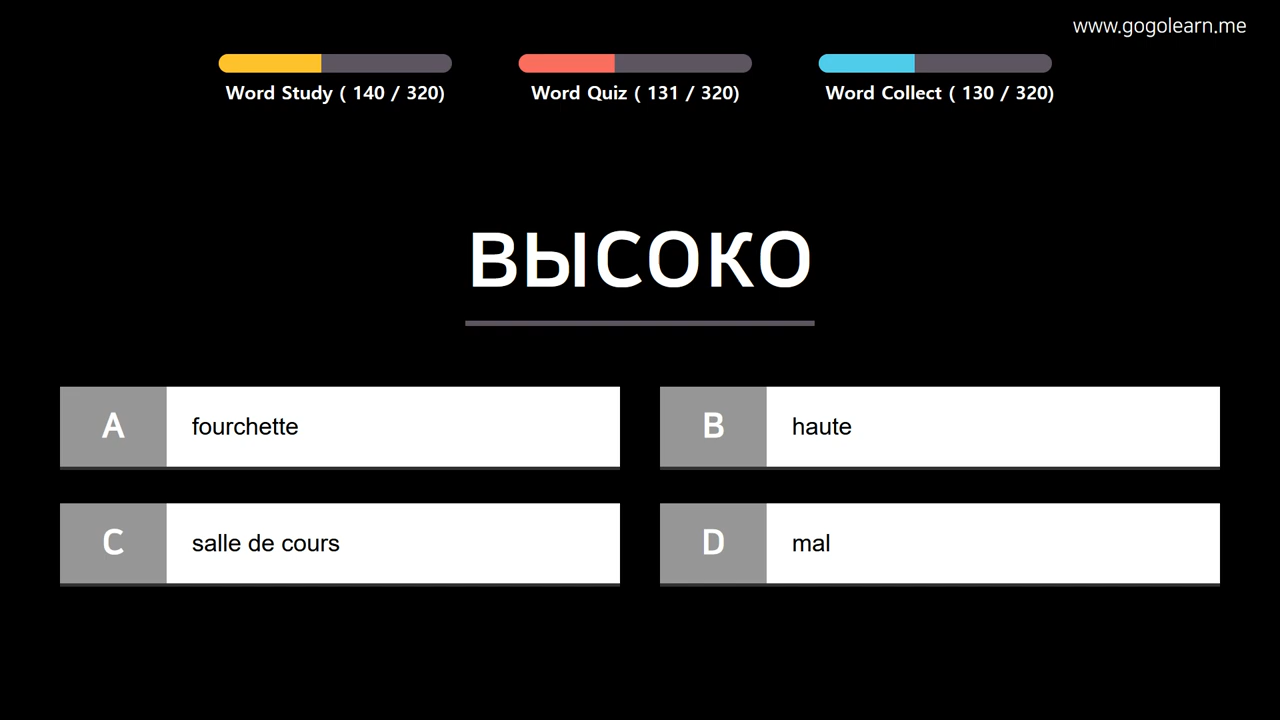 www.gogolearn.me
Word Study ( 140 / 320)
Word Quiz ( 131 / 320)
Word Collect ( 130 / 320)
ВЫСОКО
A
fourchette
B
haute
C
salle de cours
D
mal